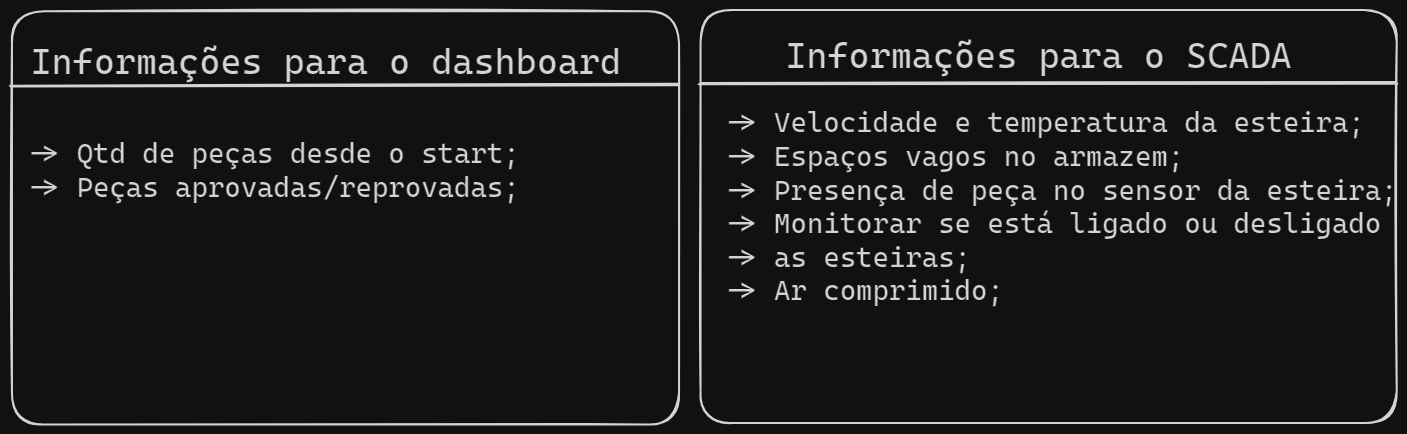 Informações para o dashboard
→ Qtd de peças desde o start;
→ Peças aprovadas/reprovadas;
Informações para o SCADA
→ Velocidade e temperatura da esteira;
→ Espaços vagos no armazem;
→ Presença de peça no sensor da esteira;
→ Monitorar se está ligado ou desligado
→ as esteiras;
→ Ar comprimido;